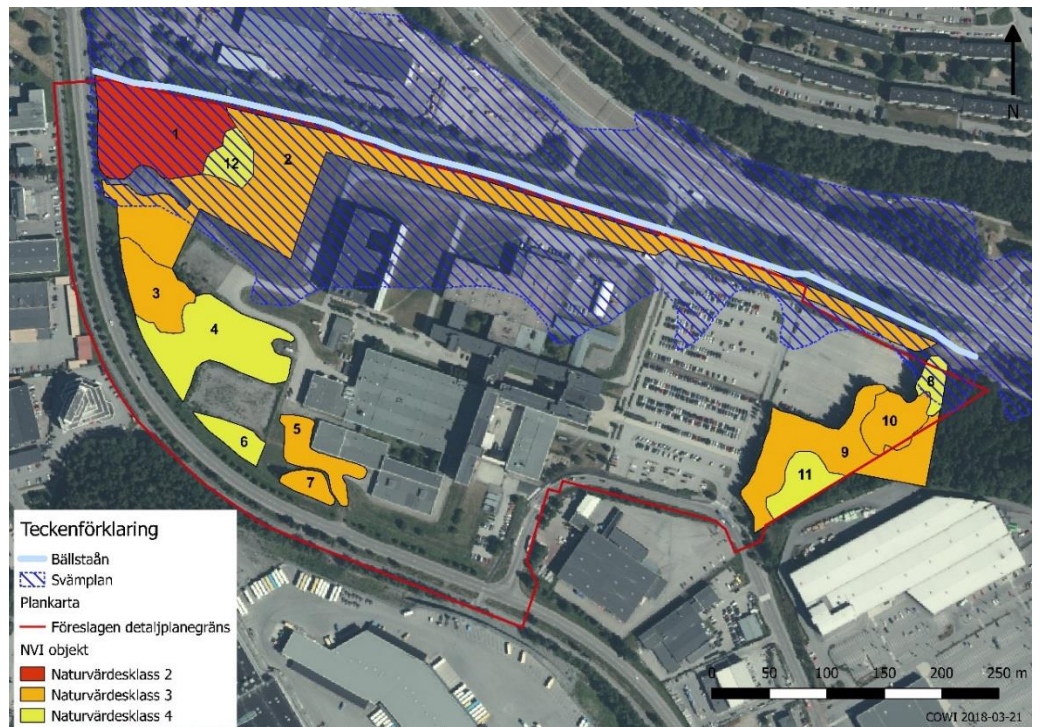 N
1
12
2
3
4
5
6
7
8
10
9
11
Teckenförklaring
Bällstaån
Svämplan
Plankarta
Föreslagen detaljplanegräns
NVI objekt
Naturvärdesklass 2
Naturvärdesklass 3
Naturvärdesklass 4
0 50 100 150 200 250 m
COWI 2018-03-21